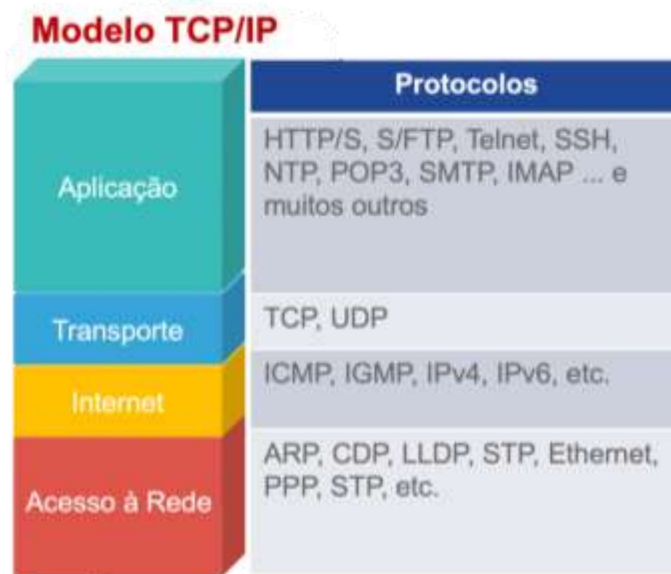 Modelo TCP/IP
Protocolos
Aplicação
HTTP/S, S/FTP, Telnet, SSH,
NTP, POP3, SMTP, IMAP ... e
muitos outros
Transporte
TCP, UDP
Internet
ICMP, IGMP, IPv4, IPv6, etc.
Acesso à Rede
ARP, CDP, LLDP, STP, Ethernet,
PPP, STP, etc.